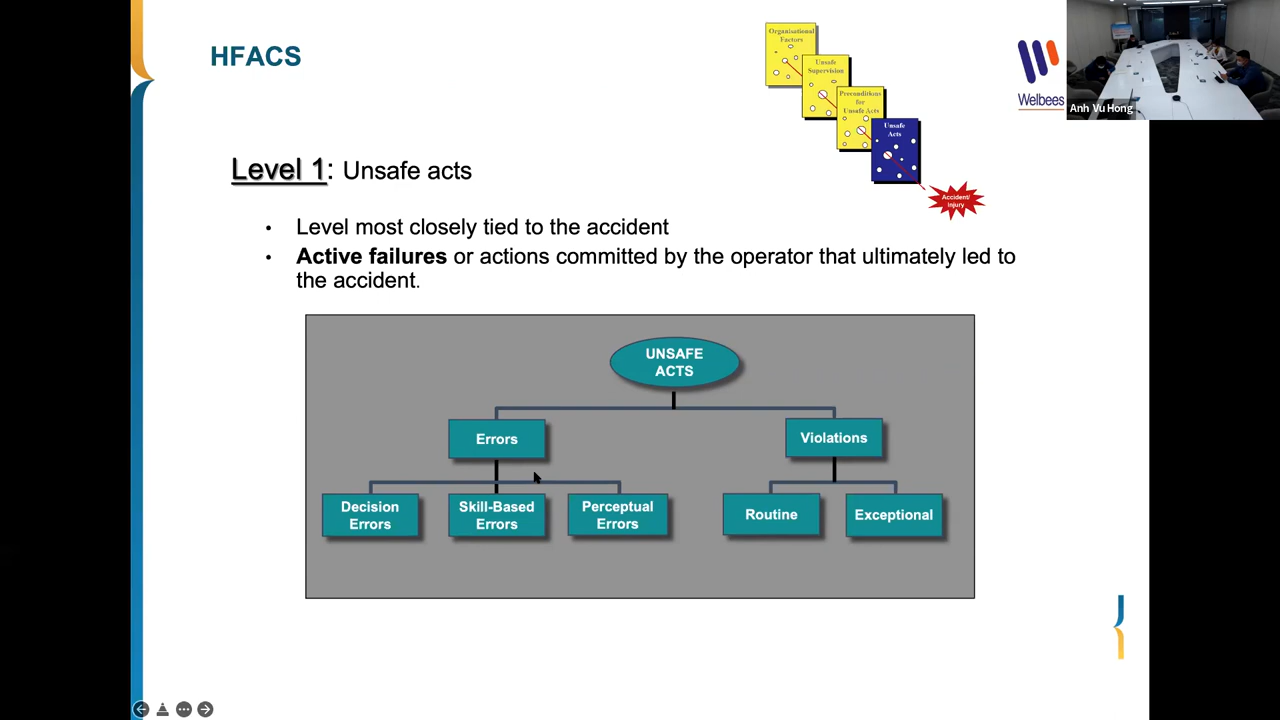 HFACS
Organisational
Factors
Unsafe
Supervision
Preconditions
for
Unsafe Acts
Unsafe
Acts
Accident/
injury
Welbees
Anh Vu Hong
Level 1: Unsafe acts
• Level most closely tied to the accident
• Active failures or actions committed by the operator that ultimately led to
the accident.
UNSAFE
ACTS
Errors
Violations
Decision
Errors
Skill-Based
Errors
Perceptual
Errors
Routine
Exceptional